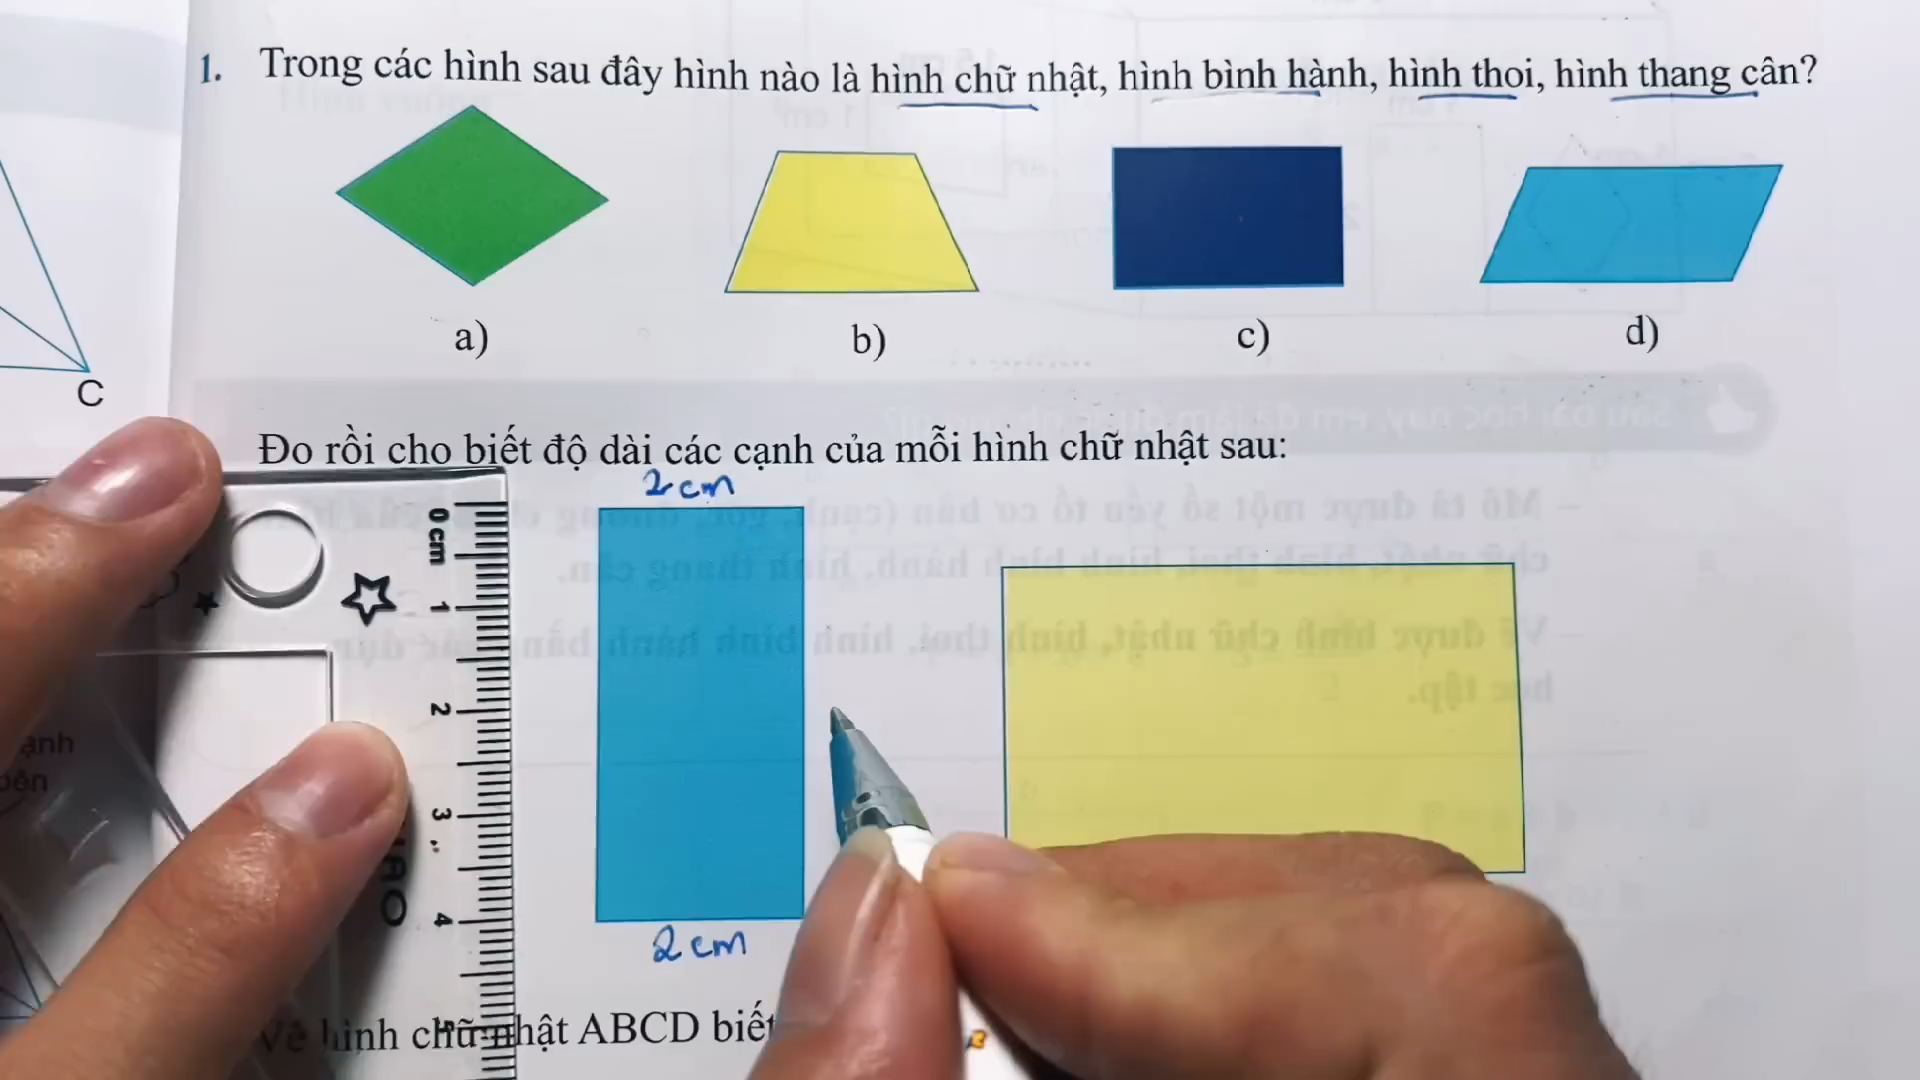 1. Trong các hình sau đây hình nào là hình chữ nhật, hình bình hành, hình thoi, hình thang cân?
a) b) c) d)
C
Đo rồi cho biết độ dài các cạnh của mỗi hình chữ nhật sau:
2cm
0 cm
1
2
3
4
2cm
Vẽ hình chữ nhật ABCD biết